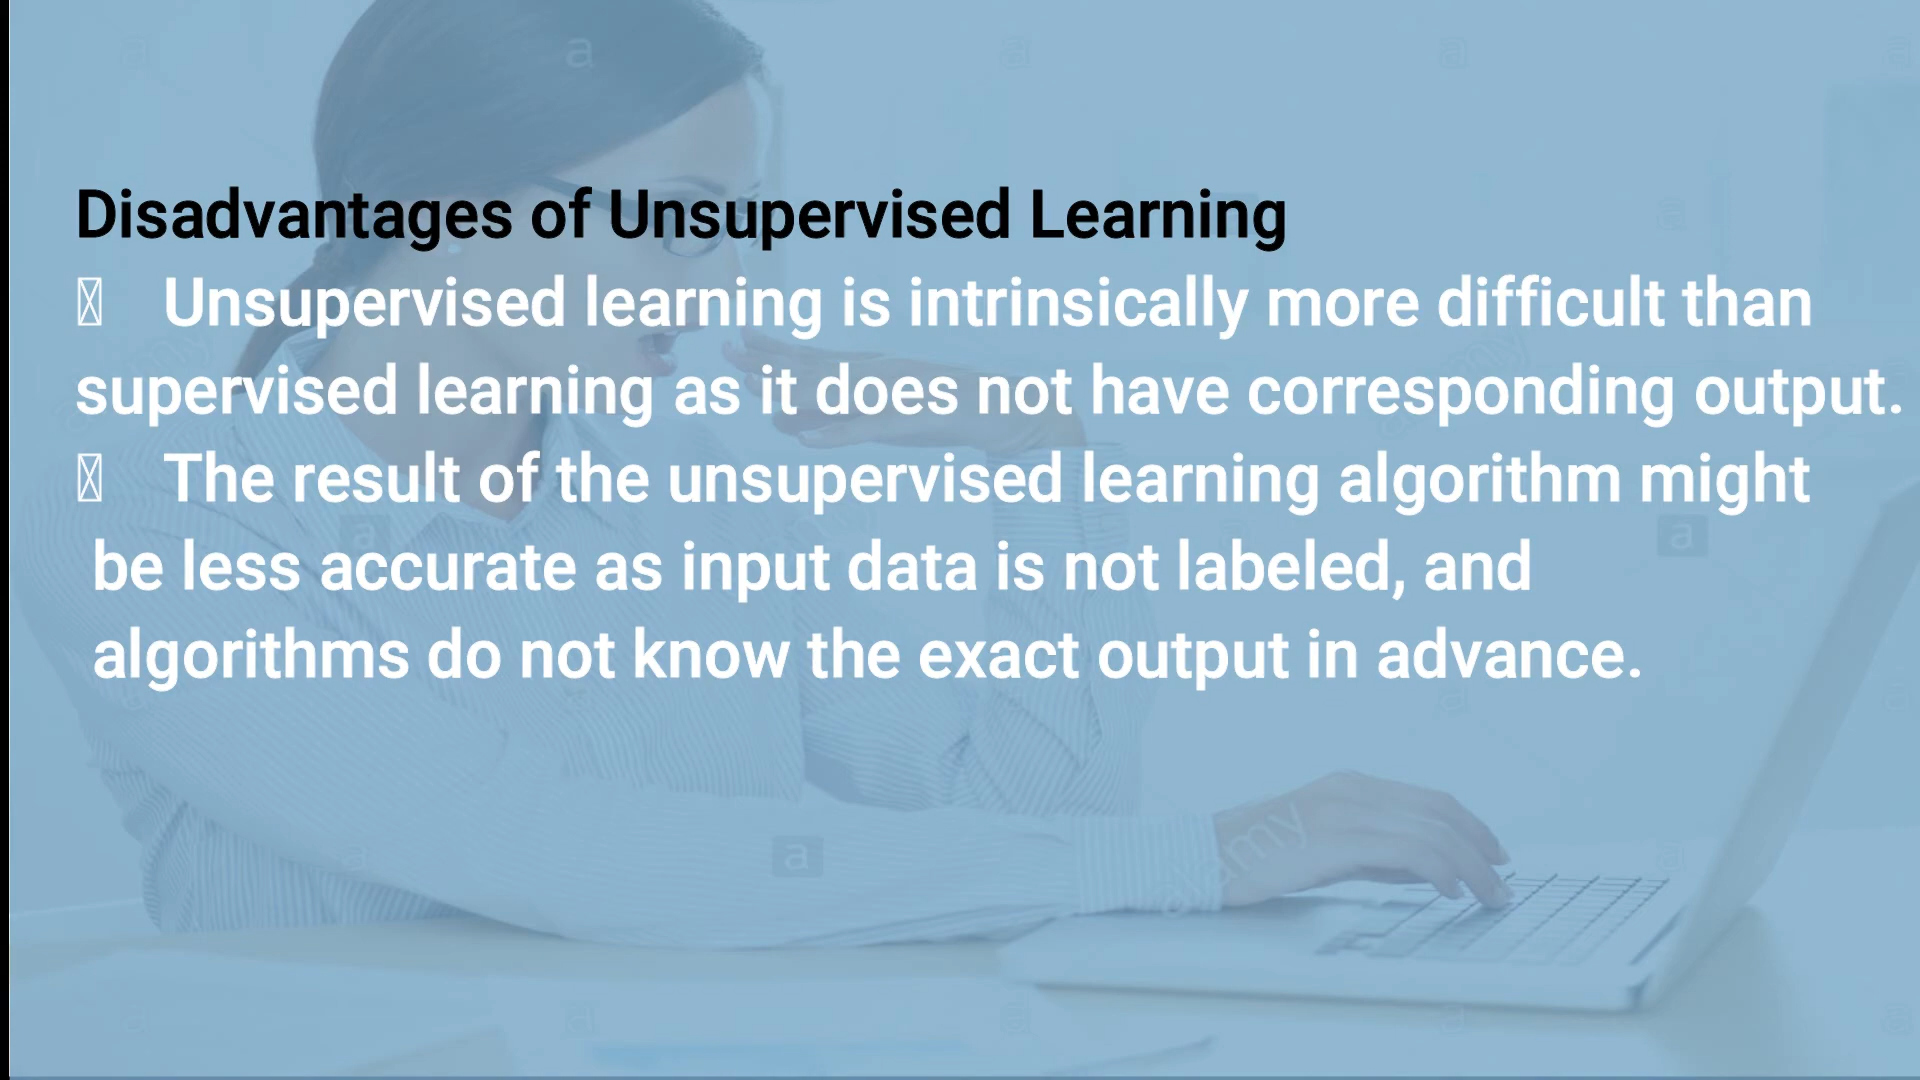 Disadvantages of Unsupervised Learning
Unsupervised learning is intrinsically more difficult than
supervised learning as it does not have corresponding output.
The result of the unsupervised learning algorithm might
be less accurate as input data is not labeled, and
algorithms do not know the exact output in advance.
a
a
a
alamy